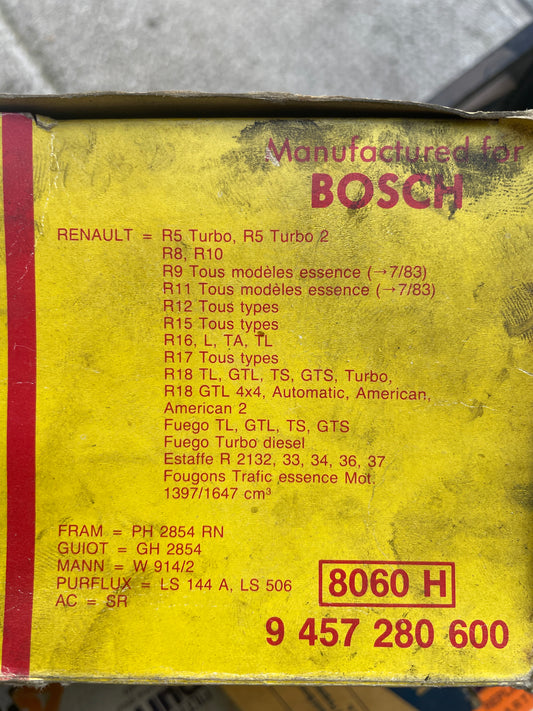 Manufactured for
BOSCH
RENAULT = R5 Turbo, R5 Turbo 2
R8, R10
R9 Tous modèles essence (→7/83)
R11 Tous modèles essence (→7/83)
R12 Tous types
R15 Tous types
R16, L, TA, TL
R17 Tous types
R18 TL, GTL, TS, GTS, Turbo,
R18 GTL 4x4, Automatic, American,
American 2
Fuego TL, GTL, TS, GTS
Fuego Turbo diesel
Estaffe R 2132, 33, 34, 36, 37
Fougons Trafic essence Mot.
1397/1647 cm³
FRAM = PH 2854 RN
GUIOT = GH 2854
MANN = W 914/2
PURFLUX = LS 144 A, LS 506
AC = SR
8060 H
9 457 280 600